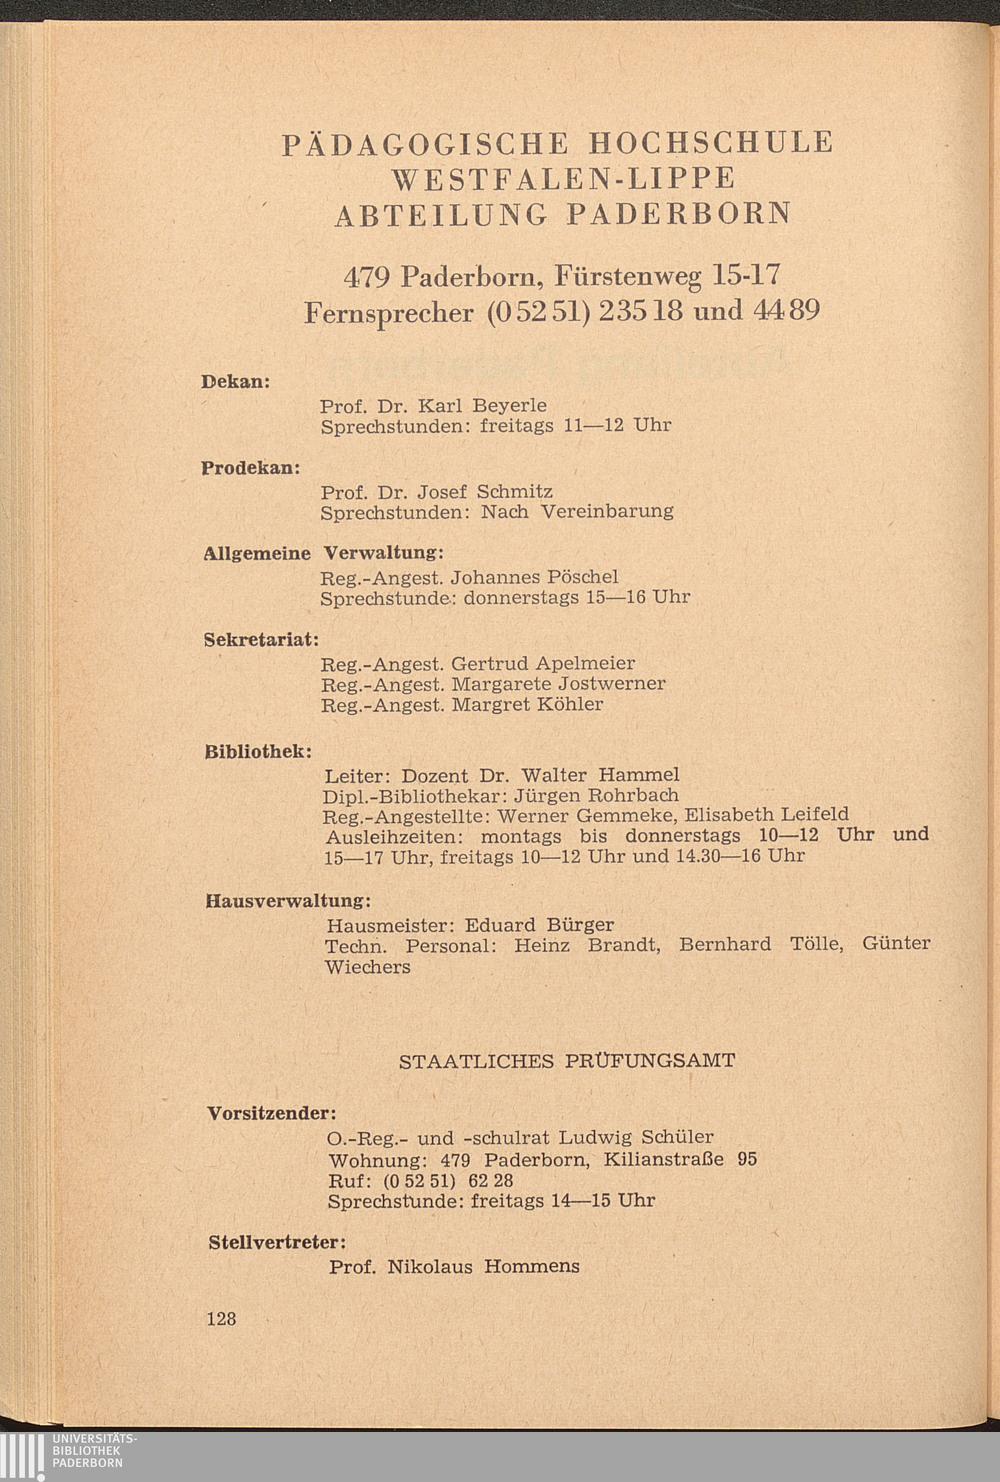 PÄDAGOGISCHE HOCHSCHULE
WESTFALEN-LIPPE
ABTEILUNG PADERBORN
479 Paderborn, Fürstenweg 15-17
Fernsprecher (0 52 51) 2 35 18 und 44 89
Dekan:
Prof. Dr. Karl Beyerle
Sprechstunden: freitags 11—12 Uhr
Prodekan:
Prof. Dr. Josef Schmitz
Sprechstunden: Nach Vereinbarung
Allgemeine Verwaltung:
Reg.-Angest. Johannes Pöschel
Sprechstunde: donnerstags 15—16 Uhr
Sekretariat:
Reg.-Angest. Gertrud Apelmeier
Reg.-Angest. Margarete Jostwerner
Reg.-Angest. Margret Köhler
Bibliothek:
Leiter: Dozent Dr. Walter Hammel
Dipl.-Bibliothekar: Jürgen Rohrbach
Reg.-Angestellte: Werner Gemmeke, Elisabeth Leifeld
Ausleihzeiten: montags bis donnerstags 10—12 Uhr und
15—17 Uhr, freitags 10—12 Uhr und 14.30—16 Uhr
Hausverwaltung:
Hausmeister: Eduard Bürger
Techn. Personal: Heinz Brandt, Bernhard Tölle, Günter
Wiechers
STAATLICHES PRÜFUNGSAMT
Vorsitzender:
O.-Reg.- und -schulrat Ludwig Schüler
Wohnung: 479 Paderborn, Kilianstraße 95
Ruf: (0 52 51) 62 28
Sprechstunde: freitags 14—15 Uhr
Stellvertreter:
Prof. Nikolaus Hommens
128
UNIVERSITÄTS-
BIBLIOTHEK
PADERBORN